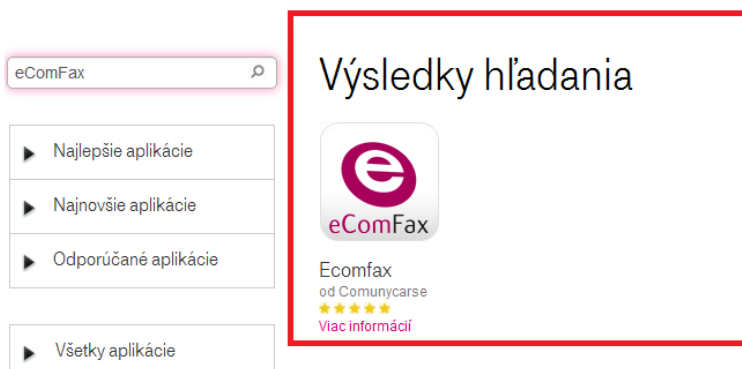 eComFax
Najlepšie aplikácie
Najnovšie aplikácie
Odporúčané aplikácie
Všetky aplikácie
Výsledky hľadania
e
eComFax
Ecomfax
od Comunycarse
Viac informácií